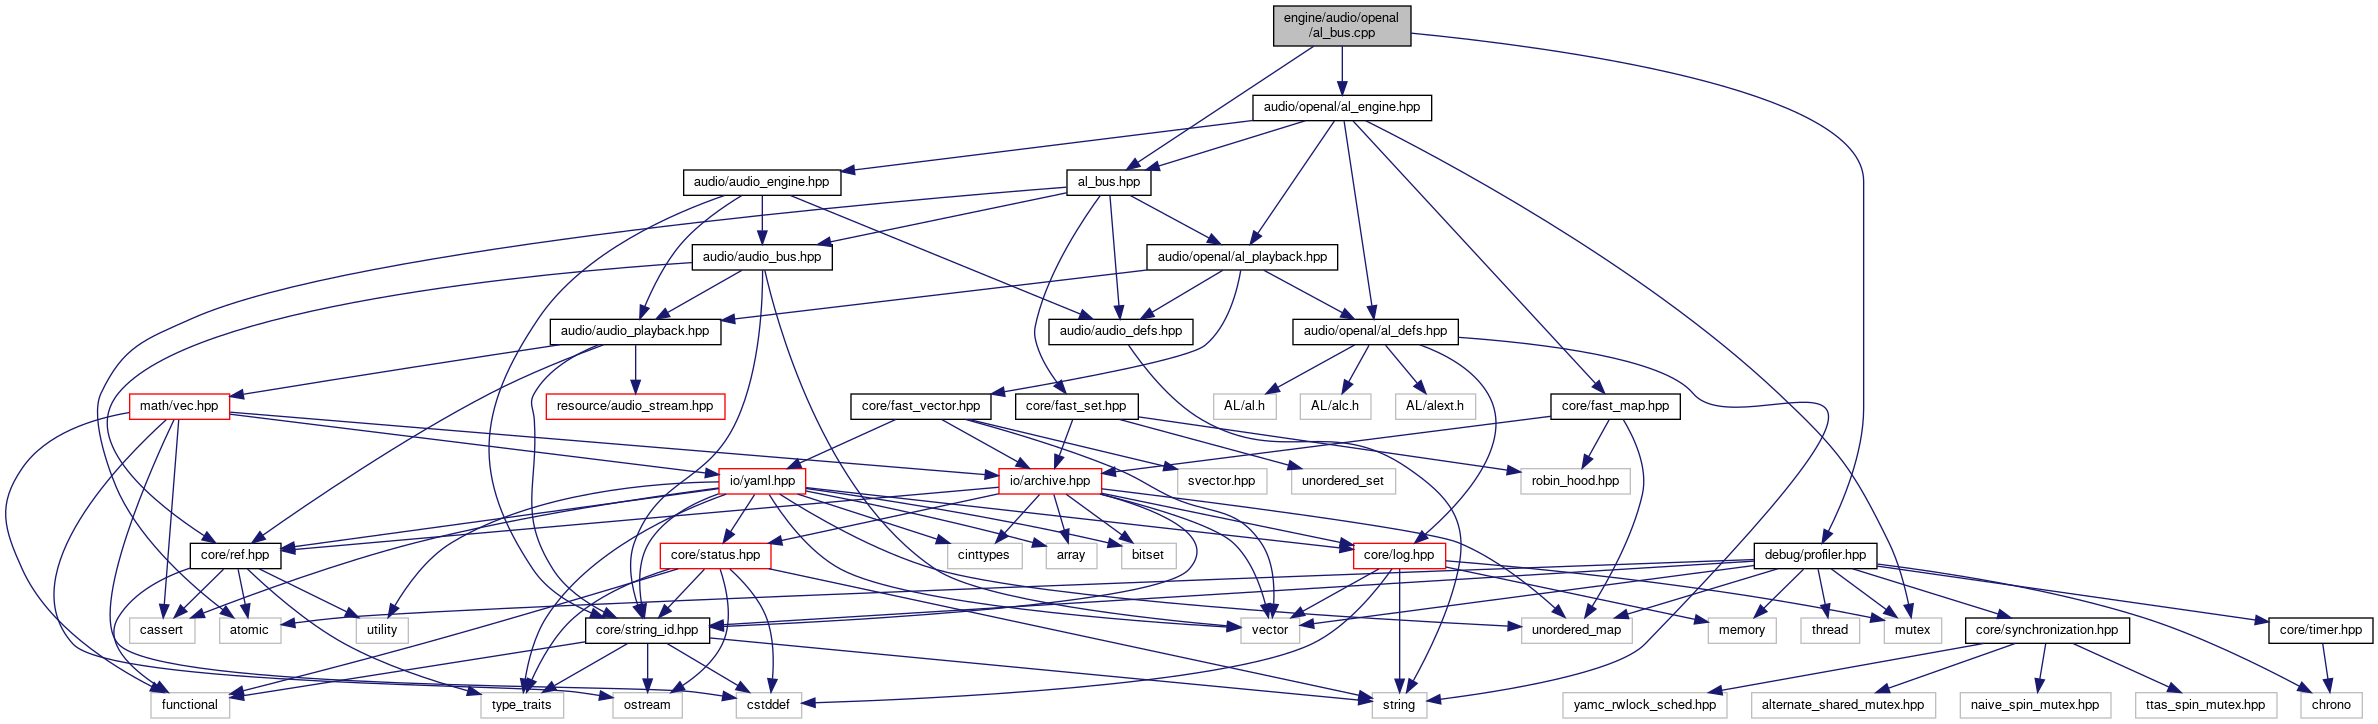 engine/audio/openal
/al_bus.cpp
audio/openal/al_engine.hpp
audio/audio_engine.hpp
al_bus.hpp
audio/audio_bus.hpp
audio/openal/al_playback.hpp
audio/audio_playback.hpp
audio/audio_defs.hpp
audio/openal/al_defs.hpp
math/vec.hpp
resource/audio_stream.hpp
core/fast_vector.hpp
core/fast_set.hpp
AL/al.h
AL/alc.h
AL/alext.h
core/fast_map.hpp
io/yaml.hpp
io/archive.hpp
svector.hpp
unordered_set
robin_hood.hpp
core/ref.hpp
core/status.hpp
cinttypes
array
bitset
core/log.hpp
debug/profiler.hpp
cassert
atomic
utility
core/string_id.hpp
vector
unordered_map
memory
thread
mutex
core/synchronization.hpp
core/timer.hpp
functional
type_traits
ostream
cstddef
string
yamc_rwlock_sched.hpp
alternate_shared_mutex.hpp
naive_spin_mutex.hpp
ttas_spin_mutex.hpp
chrono